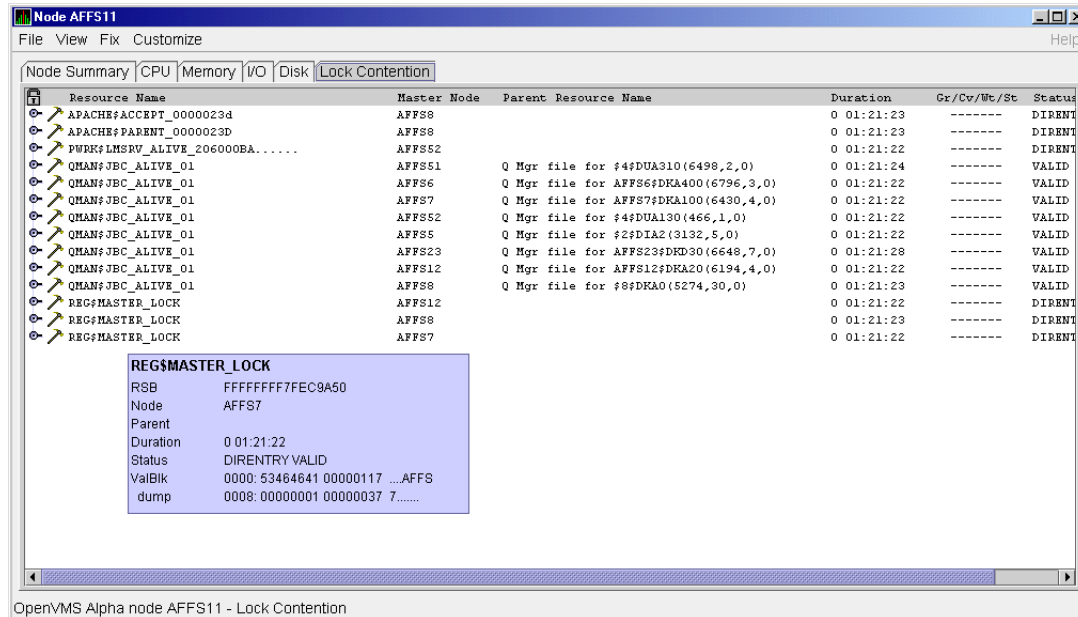 Node AFFS11
File View Fix Customize Help
Node Summary CPU Memory I/O Disk Lock Contention
Resource Name Master Node Parent Resource Name Duration Gr/Cv/Wt/St Status
APACHE$ACCEPT_0000023d AFFS8 0 01:21:23 ------- DIRENT
APACHE$PARENT_0000023D AFFS8 0 01:21:23 ------- DIRENT
PWRK$LMSRV_ALIVE_206000BA...... AFFS52 0 01:21:22 ------- DIRENT
QMAN$JBC_ALIVE_01 AFFS51 Q Mgr file for $4$DUA310(6498,2,0) 0 01:21:24 ------- VALID
QMAN$JBC_ALIVE_01 AFFS6 Q Mgr file for AFFS6$DKA400(6796,3,0) 0 01:21:22 ------- VALID
QMAN$JBC_ALIVE_01 AFFS7 Q Mgr file for AFFS7$DKA100(6430,4,0) 0 01:21:22 ------- VALID
QMAN$JBC_ALIVE_01 AFFS52 Q Mgr file for $4$DUA130(466,1,0) 0 01:21:22 ------- VALID
QMAN$JBC_ALIVE_01 AFFS5 Q Mgr file for $2$DIA2(3132,5,0) 0 01:21:22 ------- VALID
QMAN$JBC_ALIVE_01 AFFS23 Q Mgr file for AFFS23$DKD30(6648,7,0) 0 01:21:28 ------- VALID
QMAN$JBC_ALIVE_01 AFFS12 Q Mgr file for AFFS12$DKA20(6194,4,0) 0 01:21:22 ------- VALID
QMAN$JBC_ALIVE_01 AFFS8 Q Mgr file for $8$DKA0(5274,30,0) 0 01:21:23 ------- VALID
REG$MASTER_LOCK AFFS12 0 01:21:22 ------- DIRENT
REG$MASTER_LOCK AFFS8 0 01:21:23 ------- DIRENT
REG$MASTER_LOCK AFFS7 0 01:21:22 ------- DIRENT
REG$MASTER_LOCK
RSB FFFFFFFF7FEC9A50
Node AFFS7
Parent
Duration 0 01:21:22
Status DIRENTRY VALID
ValBlk 0000: 53464641 00000117 ....AFFS
dump 0008: 00000001 00000037 7.......
OpenVMS Alpha node AFFS11 - Lock Contention